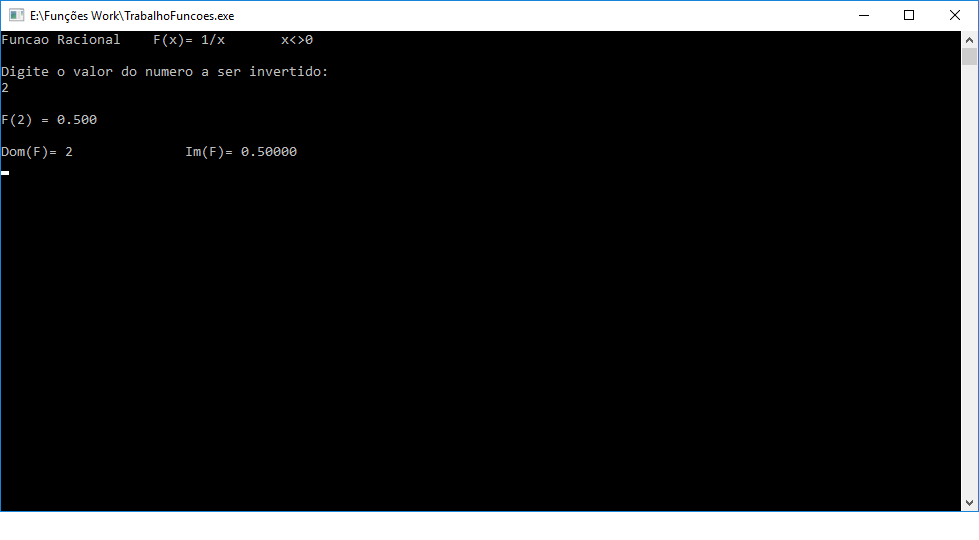 E:\Funções Work\TrabalhoFuncoes.exe
Funcao Racional    F(x)= 1/x       x<>0
Digite o valor do numero a ser invertido:
2
F(2) = 0.500
Dom(F)= 2              Im(F)= 0.50000